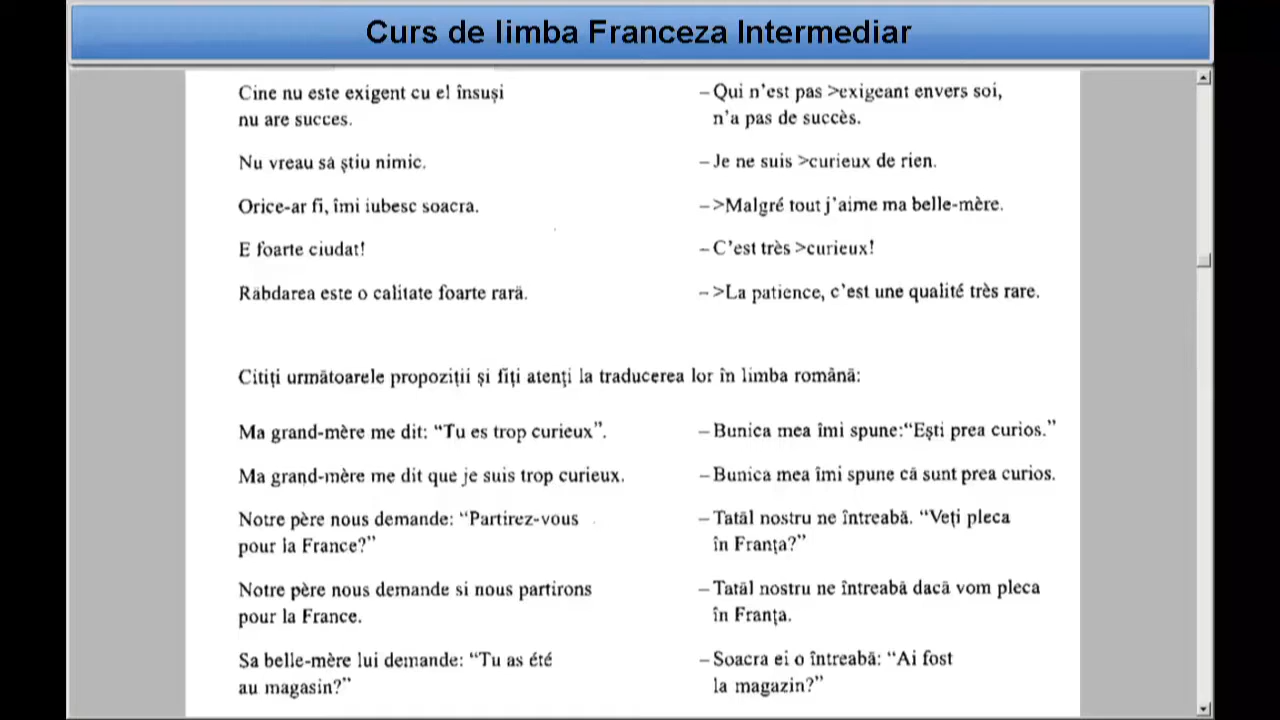 Curs de limba Franceza Intermediar
Cine nu este exigent cu el însuși – Qui n'est pas >exigeant envers soi,
nu are succes. n'a pas de succès.
Nu vreau să știu nimic. – Je ne suis >curieux de rien.
Orice-ar fi, îmi iubesc soacra. – >Malgré tout j'aime ma belle-mère.
E foarte ciudat! – C'est très >curieux!
Răbdarea este o calitate foarte rară. – >La patience, c'est une qualité très rare.
Citiți următoarele propoziții și fiți atenți la traducerea lor în limba română:
Ma grand-mère me dit: “Tu es trop curieux”. – Bunica mea îmi spune:“Ești prea curios.”
Ma grand-mère me dit que je suis trop curieux. – Bunica mea îmi spune că sunt prea curios.
Notre père nous demande: “Partirez-vous – Tatăl nostru ne întreabă. “Veți pleca
pour la France?” în Franța?”
Notre père nous demande si nous partirons – Tatăl nostru ne întreabă dacă vom pleca
pour la France. în Franța.
Sa belle-mère lui demande: “Tu as été – Soacra ei o întreabă: “Ai fost
au magasin?” la magazin?”